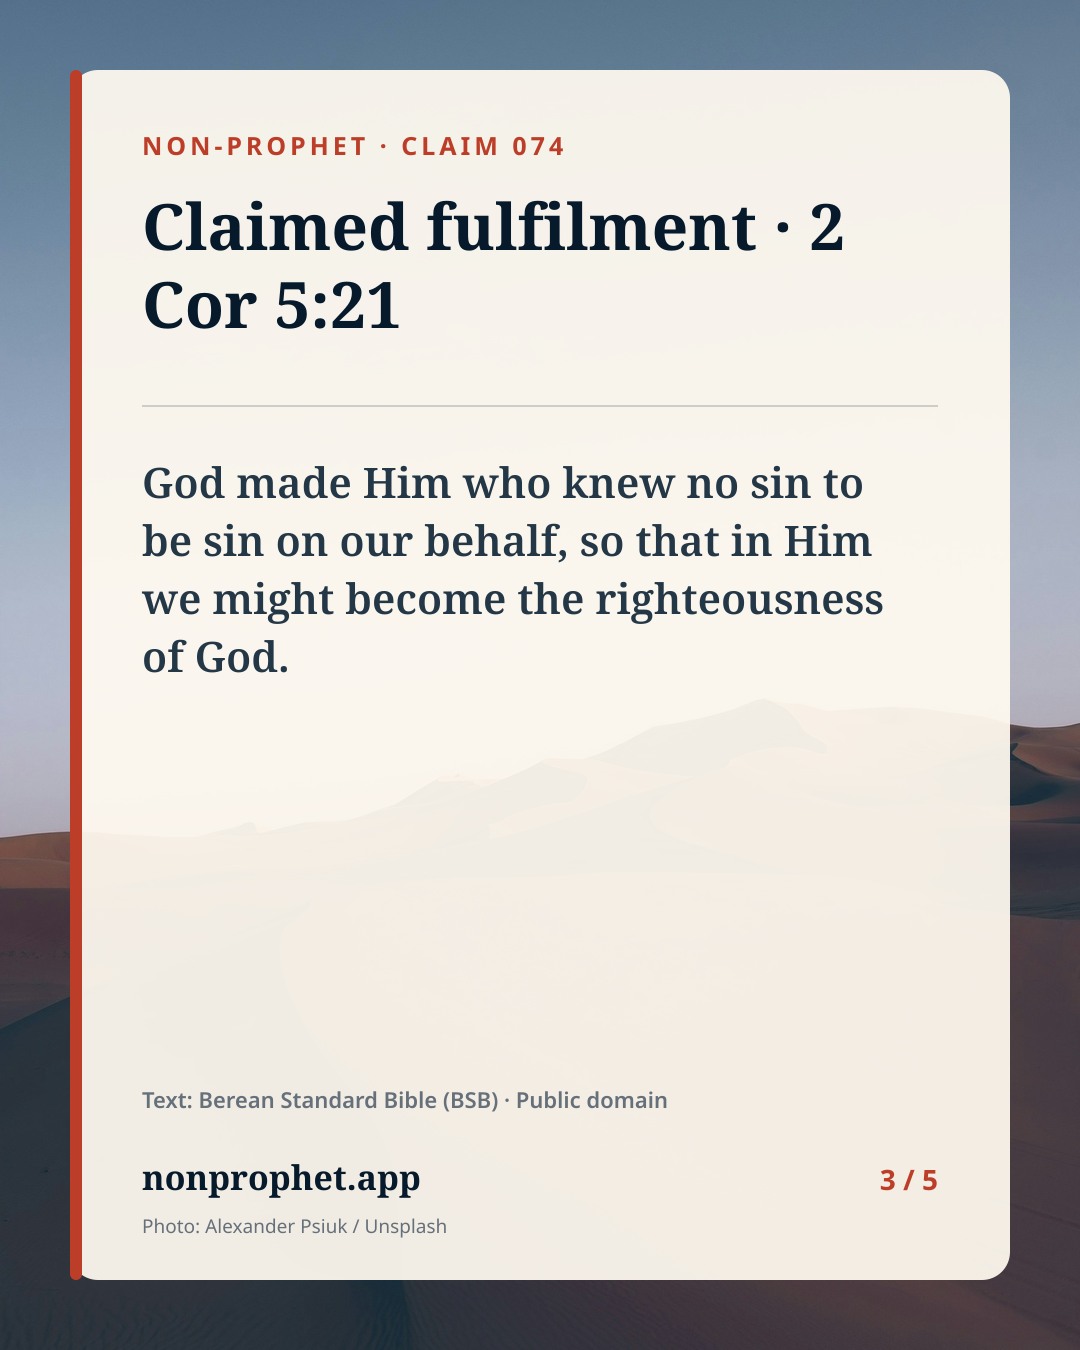 NON-PROPHET · CLAIM 074
Claimed fulfilment · 2
Cor 5:21
God made Him who knew no sin to
be sin on our behalf, so that in Him
we might become the righteousness
of God.
Text: Berean Standard Bible (BSB) · Public domain
nonprophet.app
3 / 5
Photo: Alexander Psiuk / Unsplash